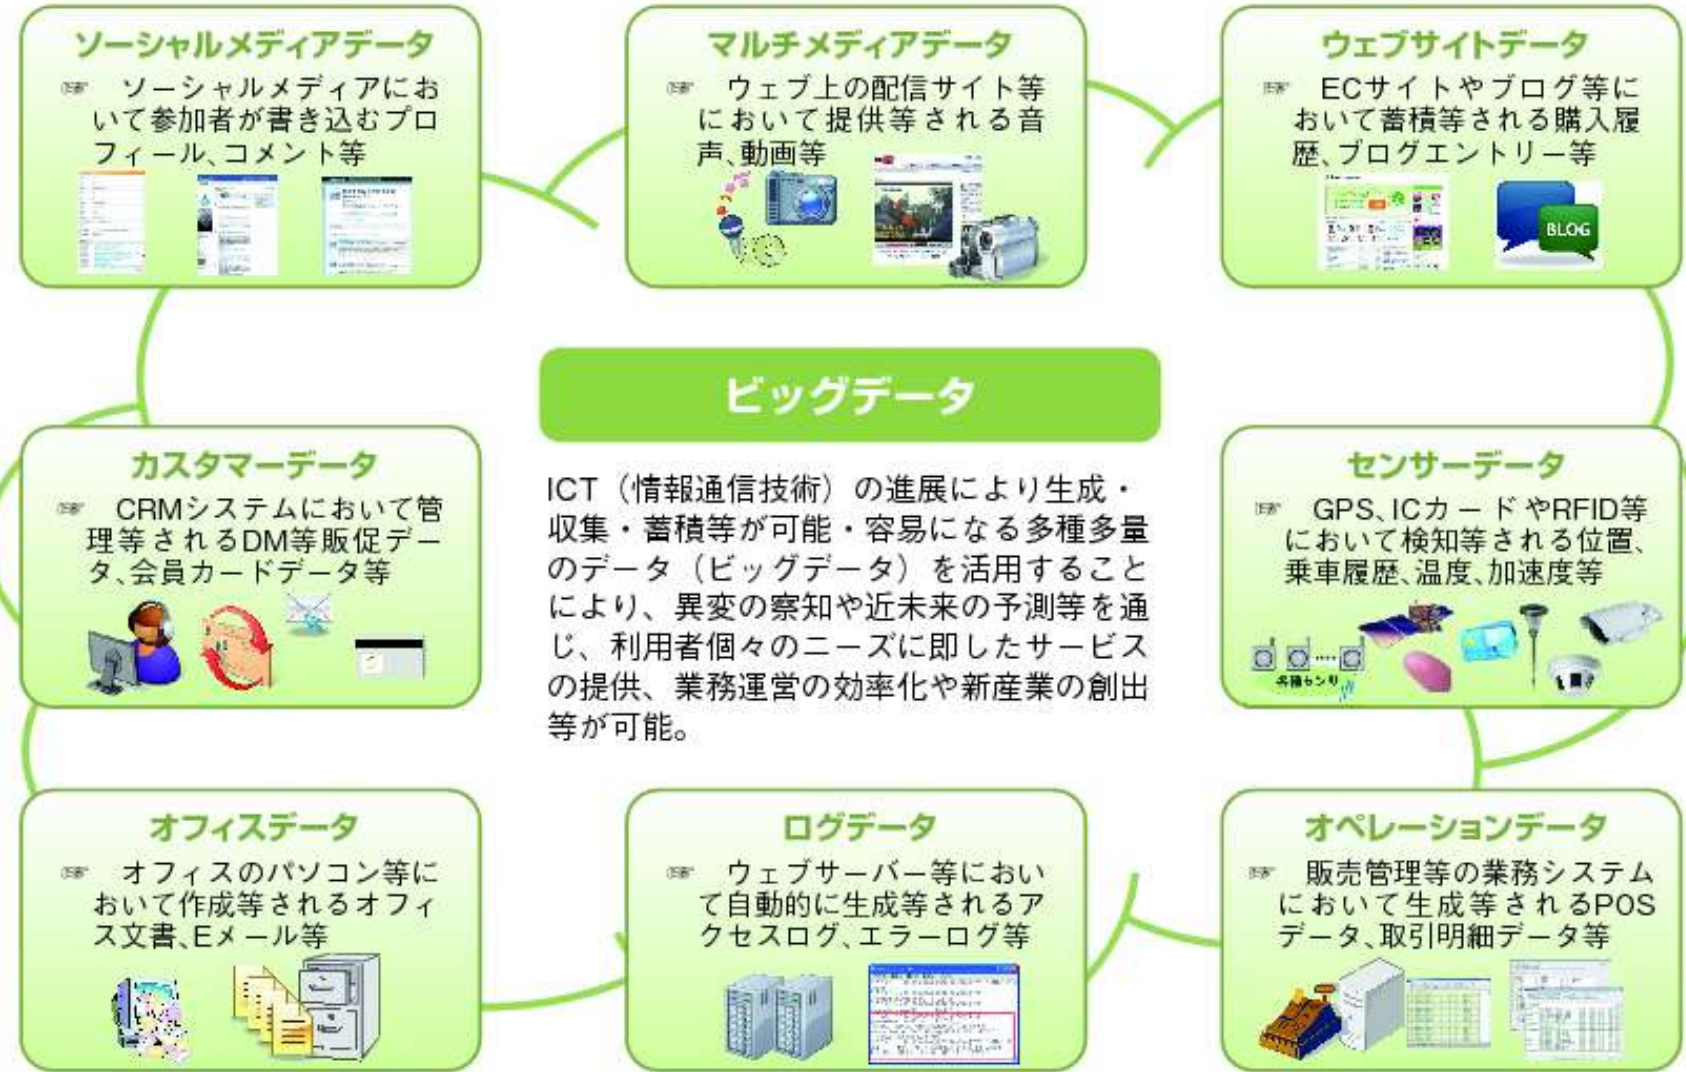 ソーシャルメディアデータ
☞ ソーシャルメディアにお
いて参加者が書き込むプロ
フィール、コメント等
マルチメディアデータ
☞ ウェブ上の配信サイト等
において提供等される音
声、動画等
ウェブサイトデータ
☞ ECサイトやブログ等に
おいて蓄積等される購入履
歴、ブログエントリー等
BLOG
ビッグデータ
ICT（情報通信技術）の進展により生成・
収集・蓄積等が可能・容易になる多種多量
のデータ（ビッグデータ）を活用すること
により、異変の察知や近未来の予測等を通
じ、利用者個々のニーズに即したサービス
の提供、業務運営の効率化や新産業の創出
等が可能。
カスタマーデータ
☞ CRMシステムにおいて管
理等されるDM等販促デー
タ、会員カードデータ等
センサーデータ
☞ GPS、ICカードやRFID等
において検知等される位置、
乗車履歴、温度、加速度等
各種センサ
オフィスデータ
☞ オフィスのパソコン等に
おいて作成等されるオフィ
ス文書、Eメール等
ログデータ
☞ ウェブサーバー等におい
て自動的に生成等されるア
クセスログ、エラーログ等
オペレーションデータ
☞ 販売管理等の業務システム
において生成等されるPOS
データ、取引明細データ等